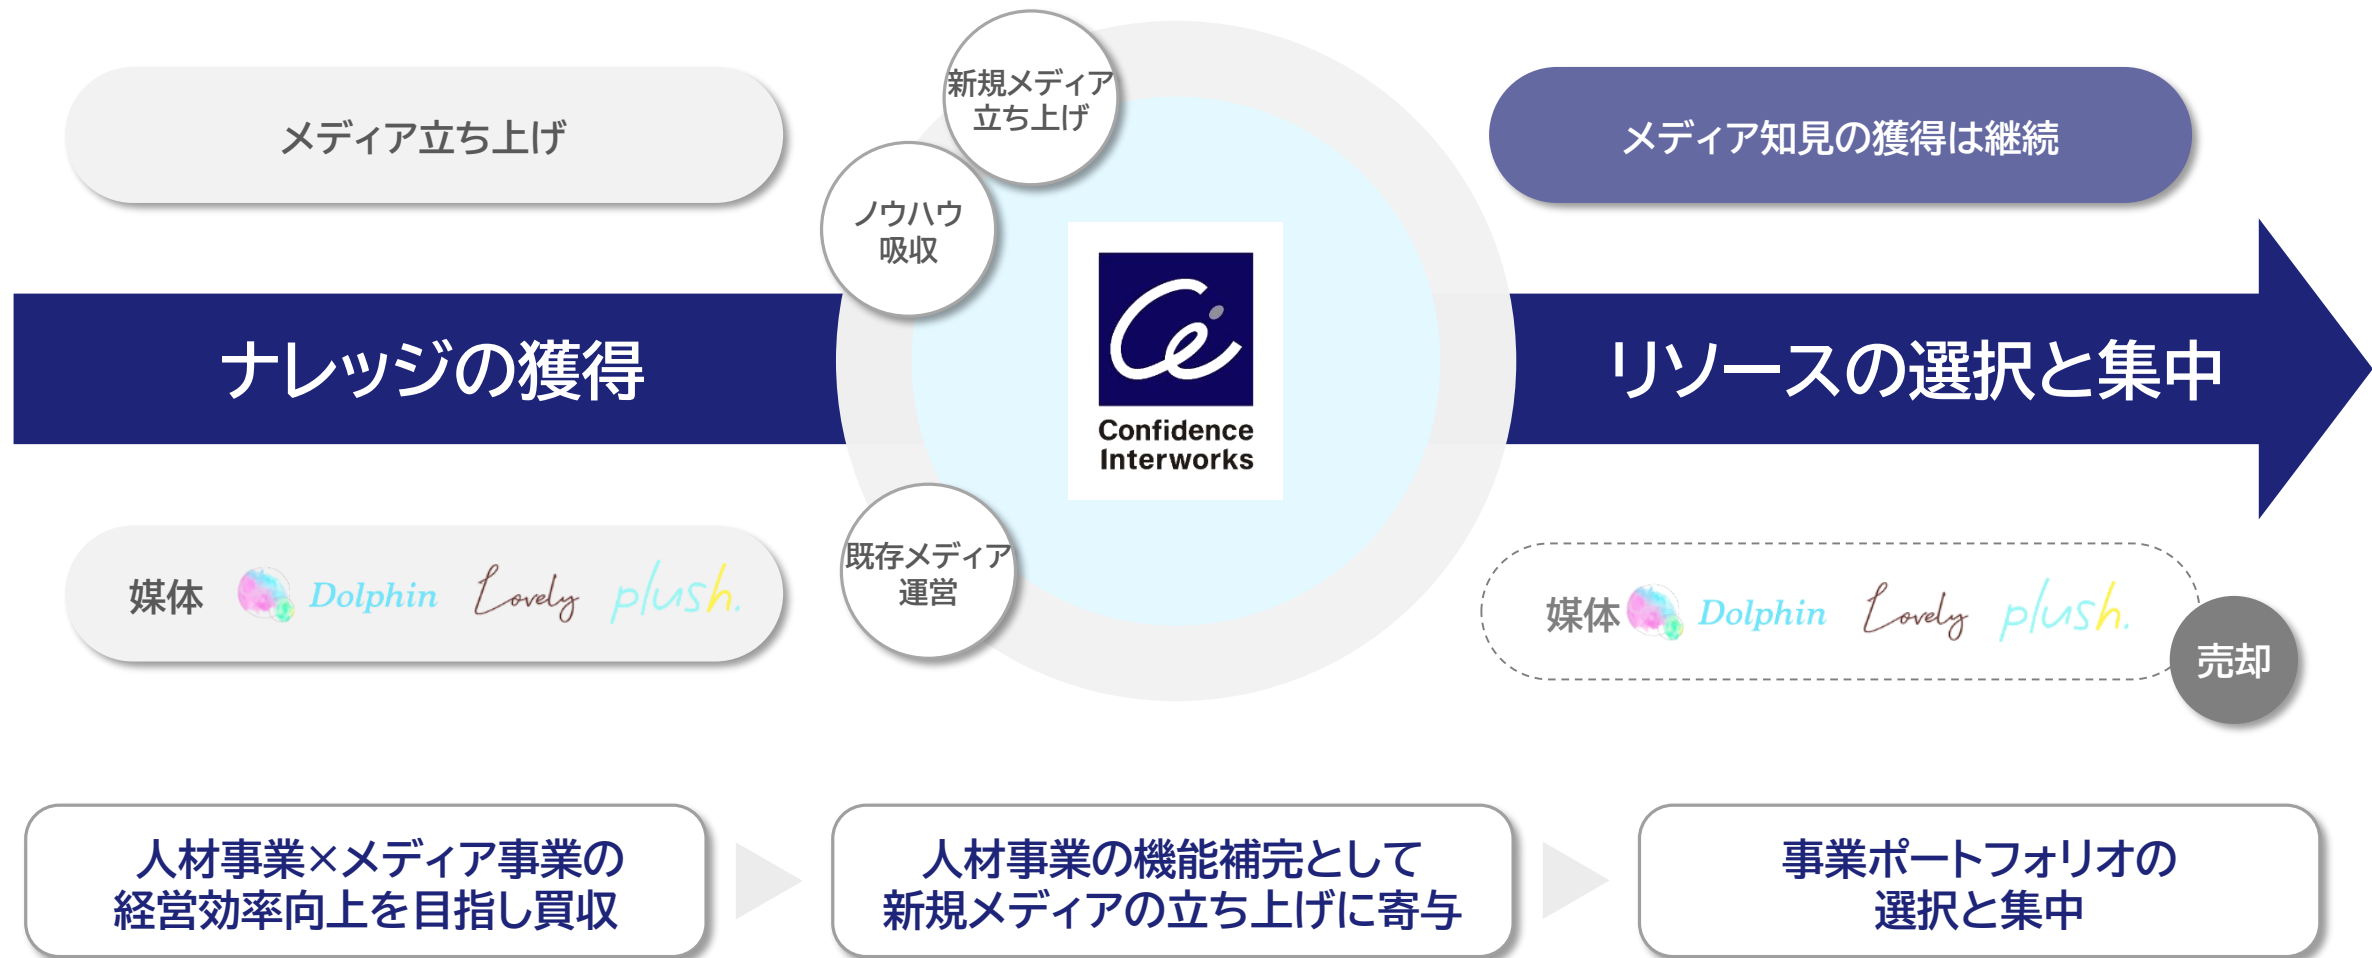 メディア立ち上げ
新規メディア
立ち上げ
ノウハウ
吸収
メディア知見の獲得は継続
ナレッジの獲得
Confidence
Interworks
リソースの選択と集中
既存メディア
運営
媒体 Dolphin Lovely plush.
媒体 Dolphin Lovely plush.
売却
人材事業×メディア事業の
経営効率向上を目指し買収
人材事業の機能補完として
新規メディアの立ち上げに寄与
事業ポートフォリオの
選択と集中